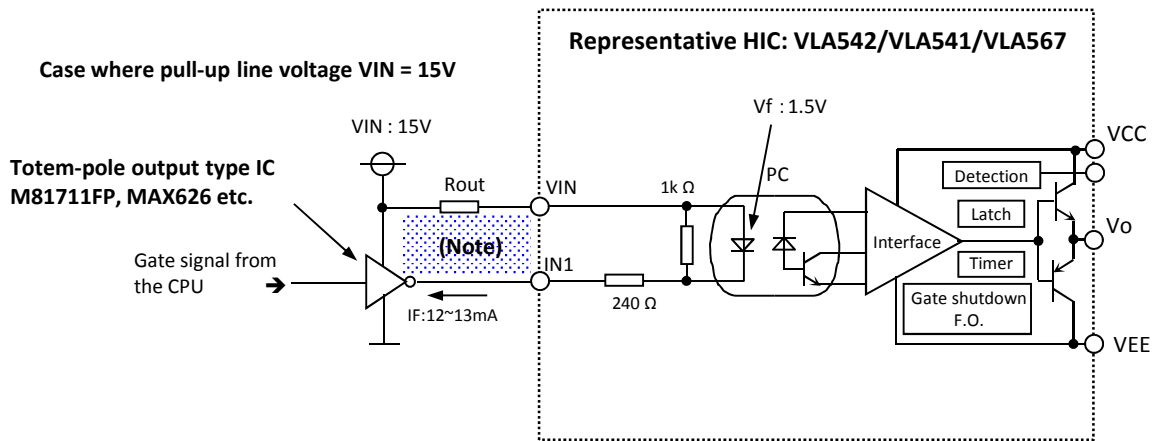 Representative HIC: VLA542/VLA541/VLA567
Case where pull-up line voltage VIN = 15V
Vf : 1.5V
VIN : 15V
VCC
Totem-pole output type IC
M81711FP, MAX626 etc.
Rout
VIN
1k Ω
PC
Detection
Latch
Vo
(Note)
Interface
Gate signal from
the CPU ➔
IN1
Timer
IF:12~13mA
240 Ω
Gate shutdown
F.O.
VEE